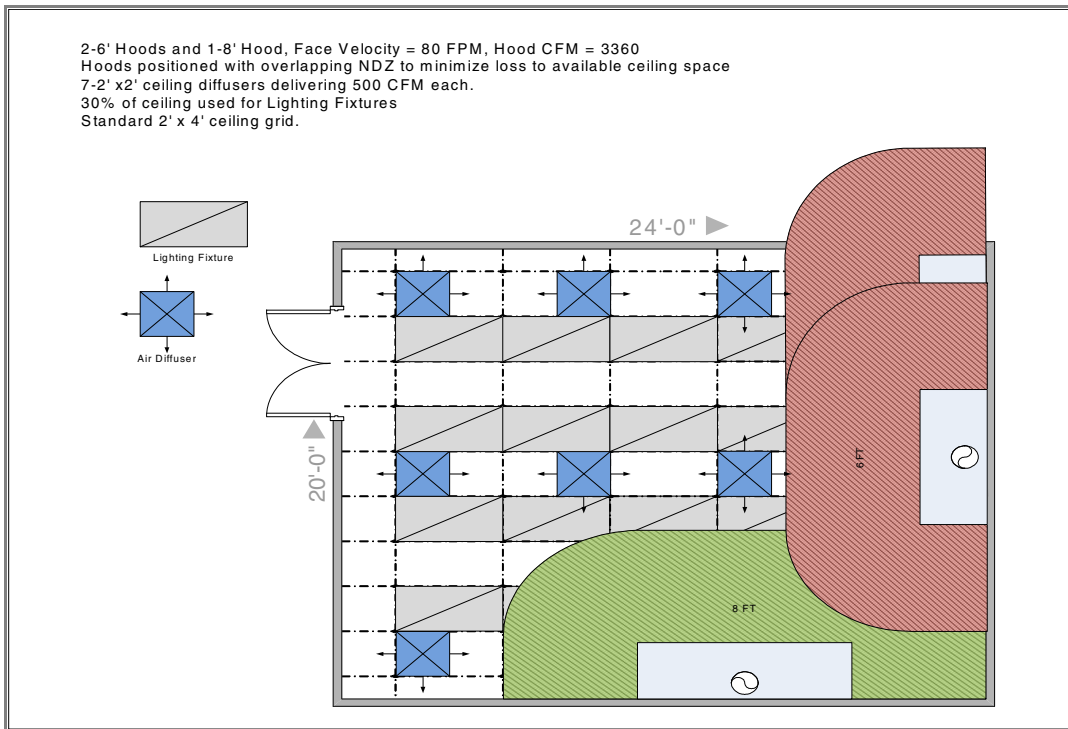 2-6' Hoods and 1-8' Hood, Face Velocity = 80 FPM, Hood CFM = 3360
Hoods positioned with overlapping NDZ to minimize loss to available ceiling space
7-2' x2' ceiling diffusers delivering 500 CFM each.
30% of ceiling used for Lighting Fixtures
Standard 2' x 4' ceiling grid.
24'-0"
Lighting Fixture
Air Diffuser
20'-0"
6 FT
8 FT